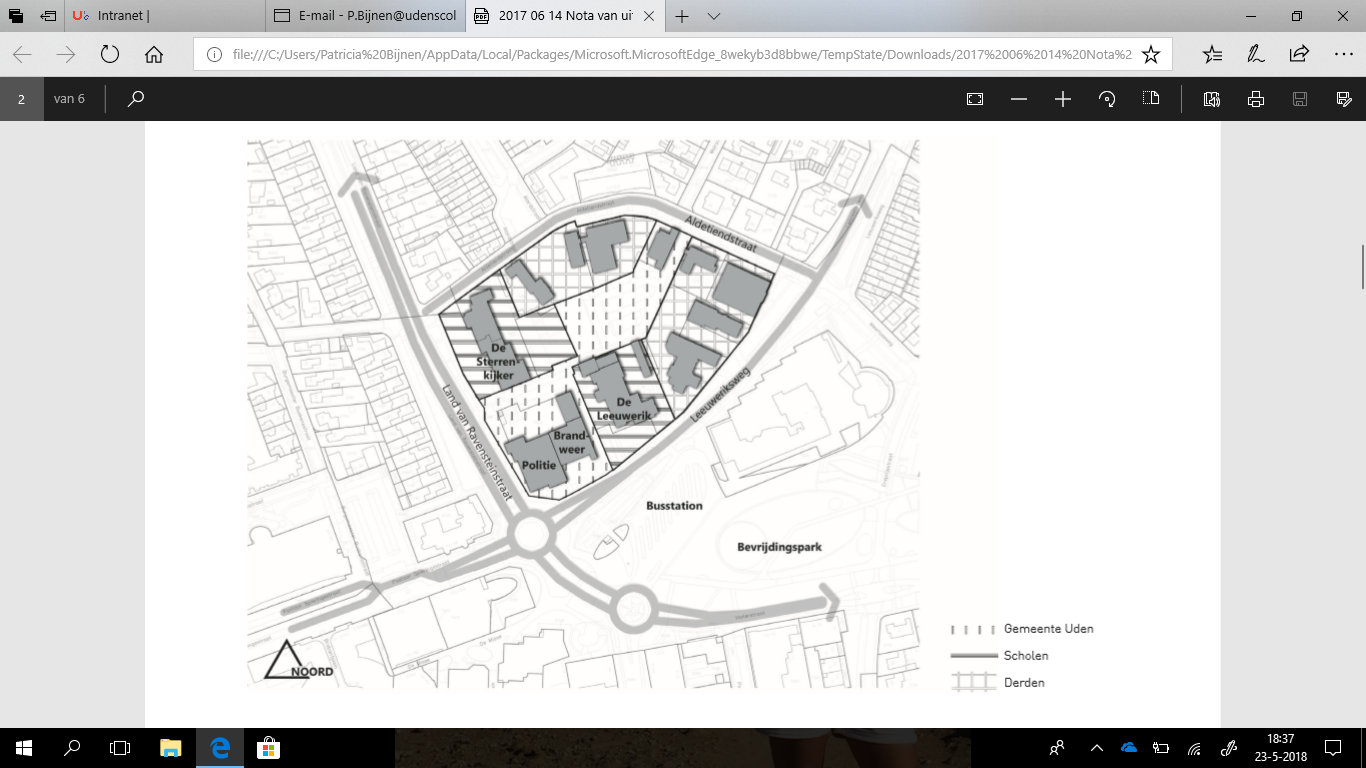 Intranet |
E-mail - P.Bijnen@udenscol
2017 06 14 Nota van uit
file:///C:/Users/Patricia%20Bijnen/AppData/Local/Packages/Microsoft.MicrosoftEdge_8wekyb3d8bbwe/TempState/Downloads/2017%2006%2014%20Nota%2
2
van 6
Aldetiendstraat
De
Sterren-
kijker
De
Leeuwerik
Brand-
weer
Politie
Land van Ravensteinstraat
Leeuweriksweg
Busstation
Bevrijdingspark
NOORD
Gemeente Uden
Scholen
Derden
18:37
23-5-2018